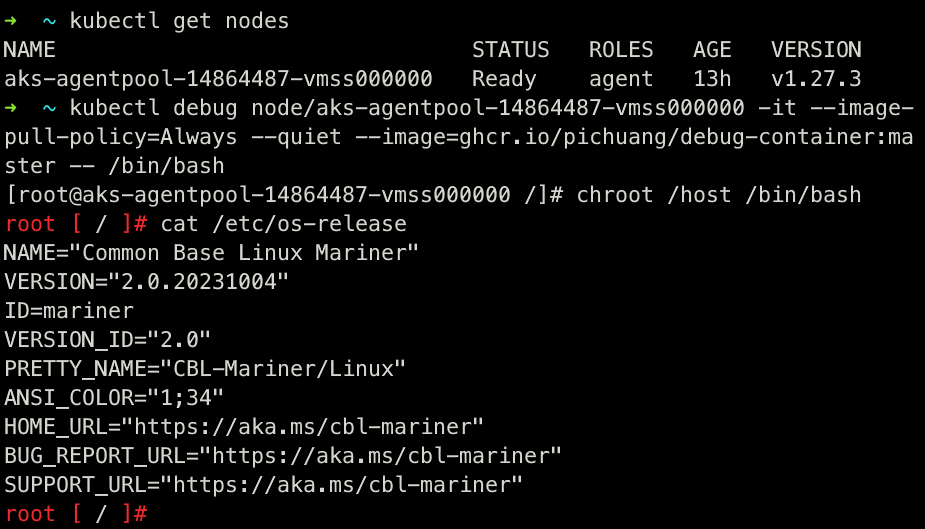 ➜  ~ kubectl get nodes
NAME                                STATUS   ROLES   AGE   VERSION
aks-agentpool-14864487-vmss000000   Ready    agent   13h   v1.27.3
➜  ~ kubectl debug node/aks-agentpool-14864487-vmss000000 -it --image-
pull-policy=Always --quiet --image=ghcr.io/pichuang/debug-container:ma
ster -- /bin/bash
[root@aks-agentpool-14864487-vmss000000 /]# chroot /host /bin/bash
root [ / ]# cat /etc/os-release
NAME="Common Base Linux Mariner"
VERSION="2.0.20231004"
ID=mariner
VERSION_ID="2.0"
PRETTY_NAME="CBL-Mariner/Linux"
ANSI_COLOR="1;34"
HOME_URL="https://aka.ms/cbl-mariner"
BUG_REPORT_URL="https://aka.ms/cbl-mariner"
SUPPORT_URL="https://aka.ms/cbl-mariner"
root [ / ]#